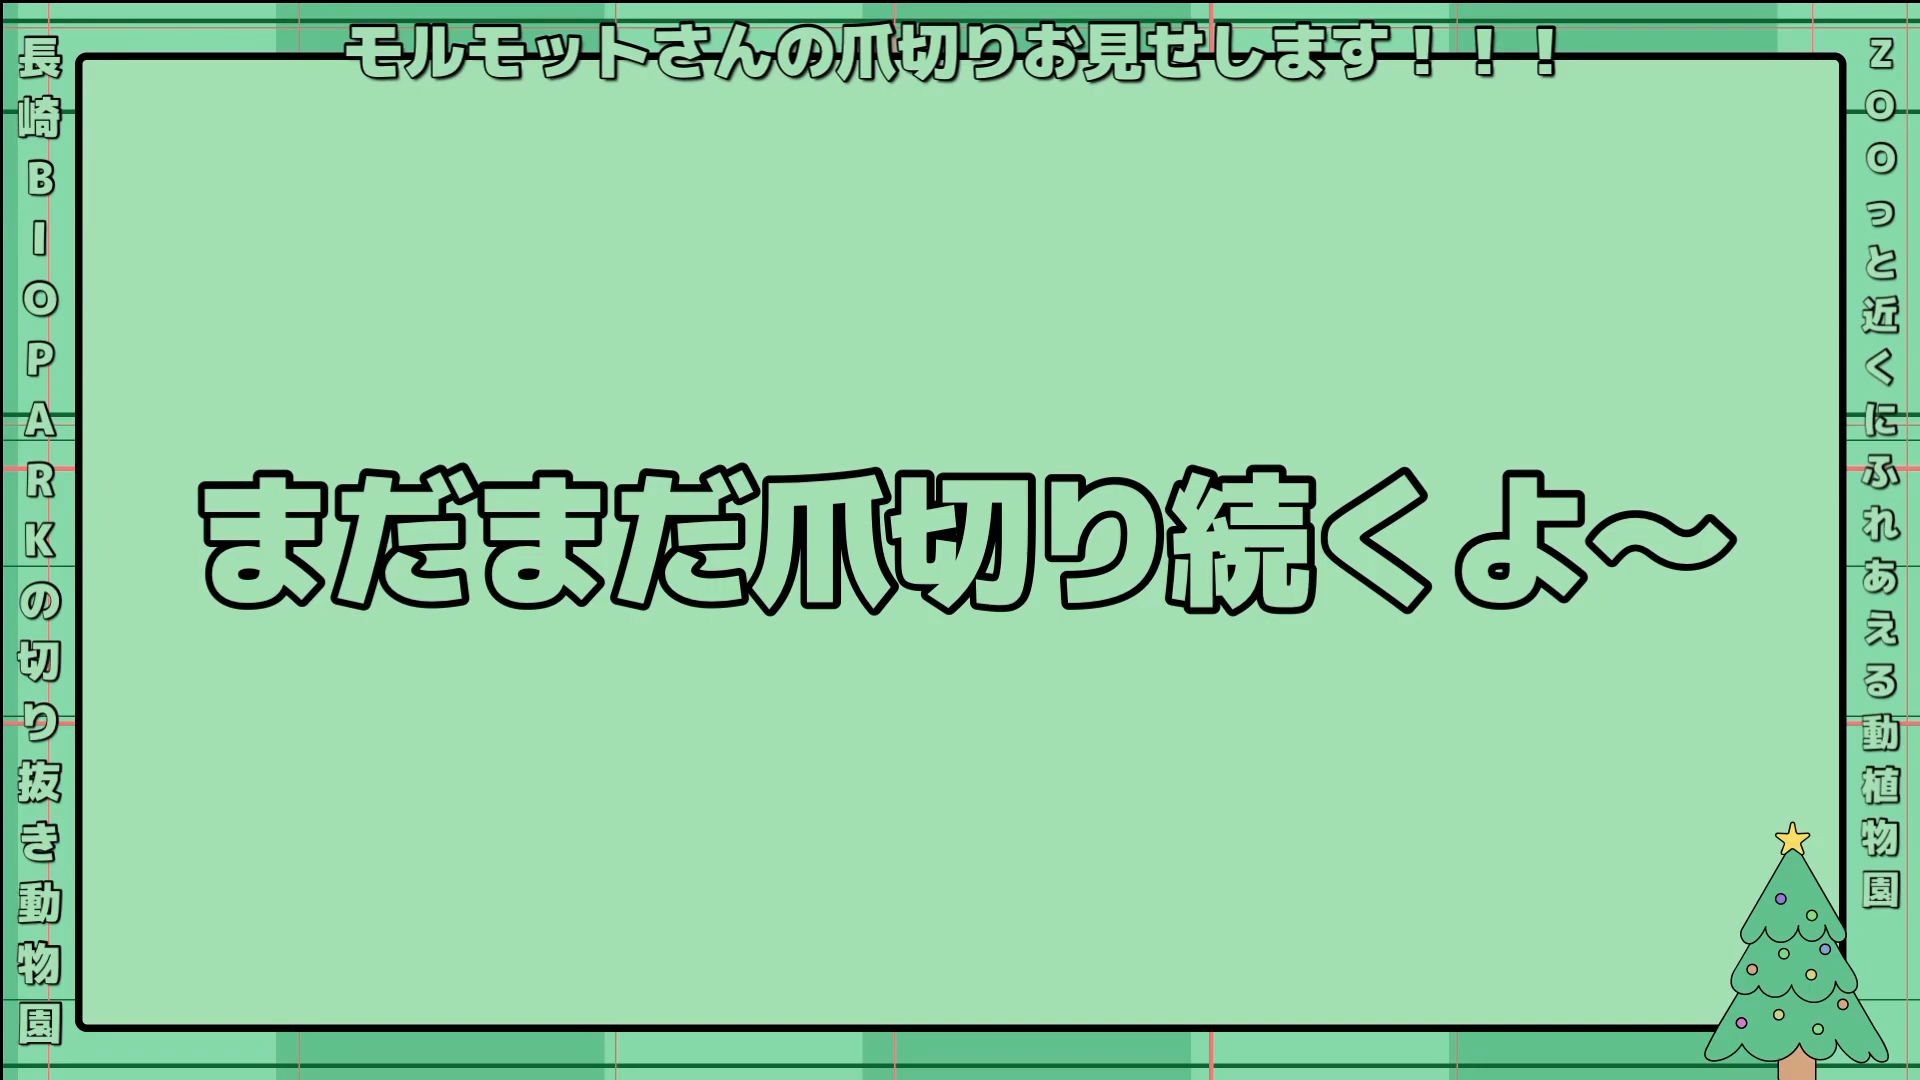 モルモットさんの爪切りお見せします！！！
長崎BIOPARKの切り抜き動物園
まだまだ爪切り続くよ〜
ZOOっと近くにふれあえる動植物園